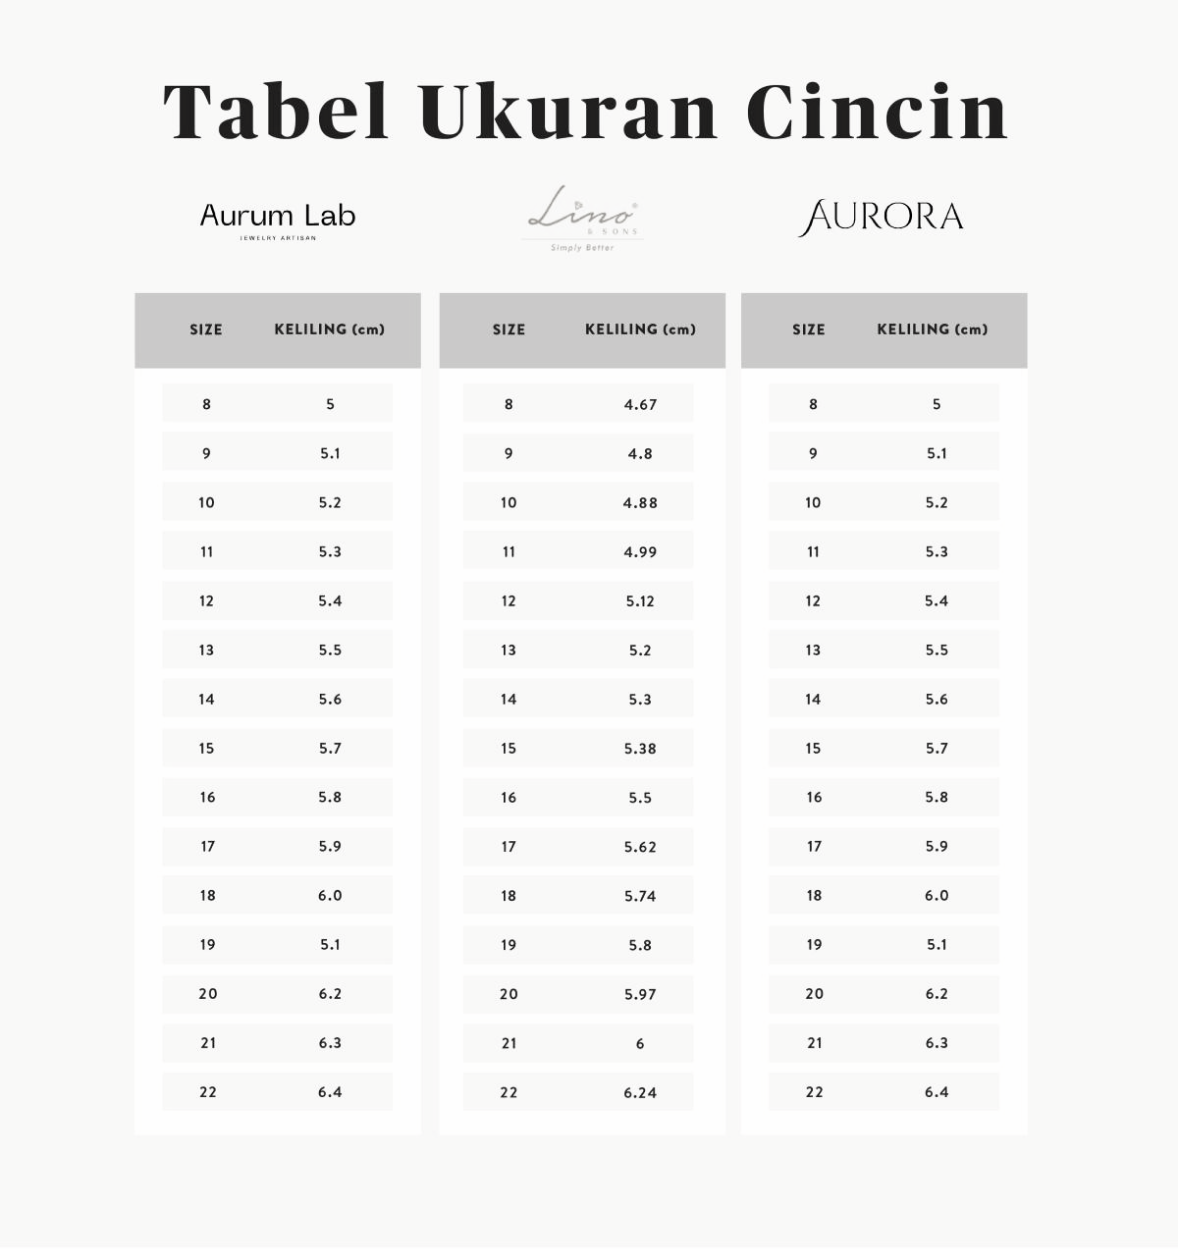 Tabel Ukuran Cincin
Aurum Lab
JEWELRY ARTISAN
Lino®
& SONS
Simply Better
AURORA
SIZE KELILING (cm) SIZE KELILING (cm) SIZE KELILING (cm)
8 5 8 4.67 8 5
9 5.1 9 4.8 9 5.1
10 5.2 10 4.88 10 5.2
11 5.3 11 4.99 11 5.3
12 5.4 12 5.12 12 5.4
13 5.5 13 5.2 13 5.5
14 5.6 14 5.3 14 5.6
15 5.7 15 5.38 15 5.7
16 5.8 16 5.5 16 5.8
17 5.9 17 5.62 17 5.9
18 6.0 18 5.74 18 6.0
19 5.1 19 5.8 19 5.1
20 6.2 20 5.97 20 6.2
21 6.3 21 6 21 6.3
22 6.4 22 6.24 22 6.4